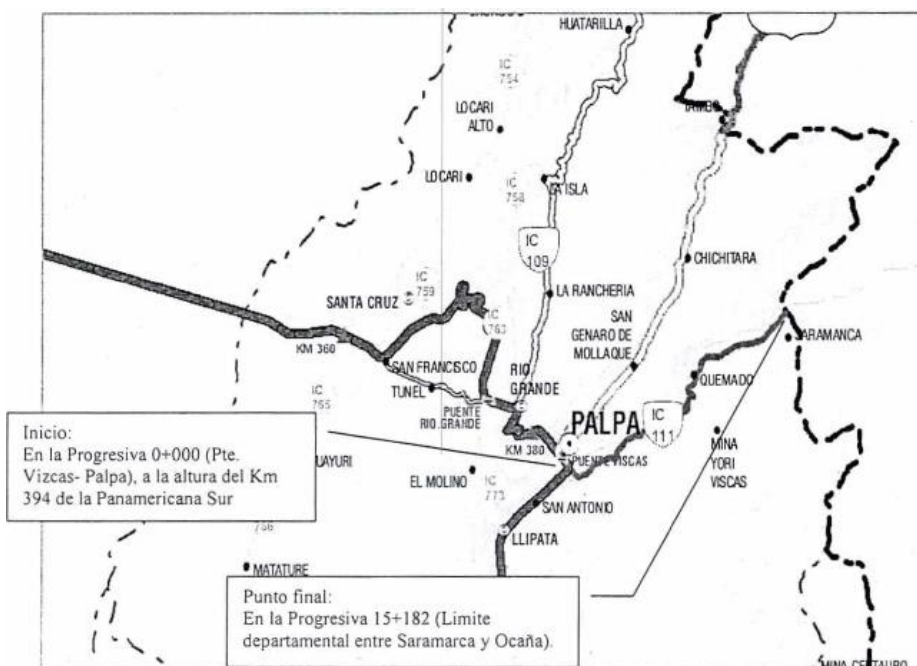 HUATARILLA
IC
754
LOCARI
ALTO
LOCARI
IC
758
LA ISLA
IC
109
CHICHITARA
IC
759
SANTA CRUZ
LA RANCHERIA
IC
763
SAN
GENARO DE
MOLLAQUE
SARAMANCA
KM 360
SAN FRANCISCO
RIO
GRANDE
QUEMADO
TUNEL
IC
765
PUENTE
RIO GRANDE
PALPA
IC
111
KM 380
PUENTE VISCAS
MINA
YORI
VISCAS
Inicio:
En la Progresiva 0+000 (Pte.
Vizcas- Palpa), a la altura del Km
394 de la Panamericana Sur
UAYURI
EL MOLINO
IC
773
SAN ANTONIO
LLIPATA
MATATURE
Punto final:
En la Progresiva 15+182 (Limite
departamental entre Saramarca y Ocaña).
MINA CENTAURO